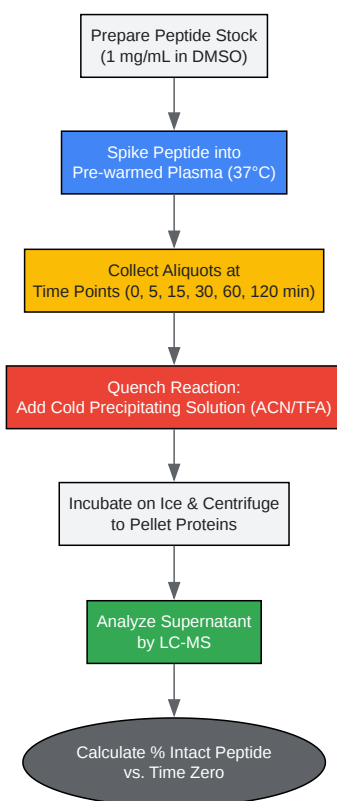 Prepare Peptide Stock
(1 mg/mL in DMSO)
Spike Peptide into
Pre-warmed Plasma (37°C)
Collect Aliquots at
Time Points (0, 5, 15, 30, 60, 120 min)
Quench Reaction:
Add Cold Precipitating Solution (ACN/TFA)
Incubate on Ice & Centrifuge
to Pellet Proteins
Analyze Supernatant
by LC-MS
Calculate % Intact Peptide
vs. Time Zero